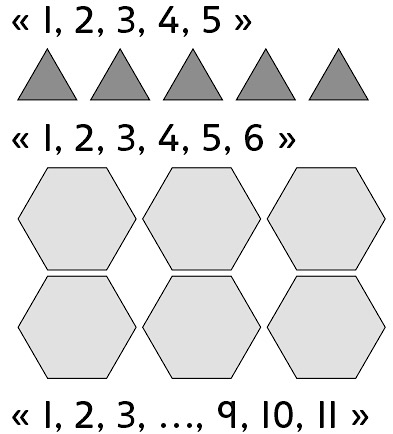 « 1, 2, 3, 4, 5 »
« 1, 2, 3, 4, 5, 6 »
« 1, 2, 3, ..., 9, 10, 11 »